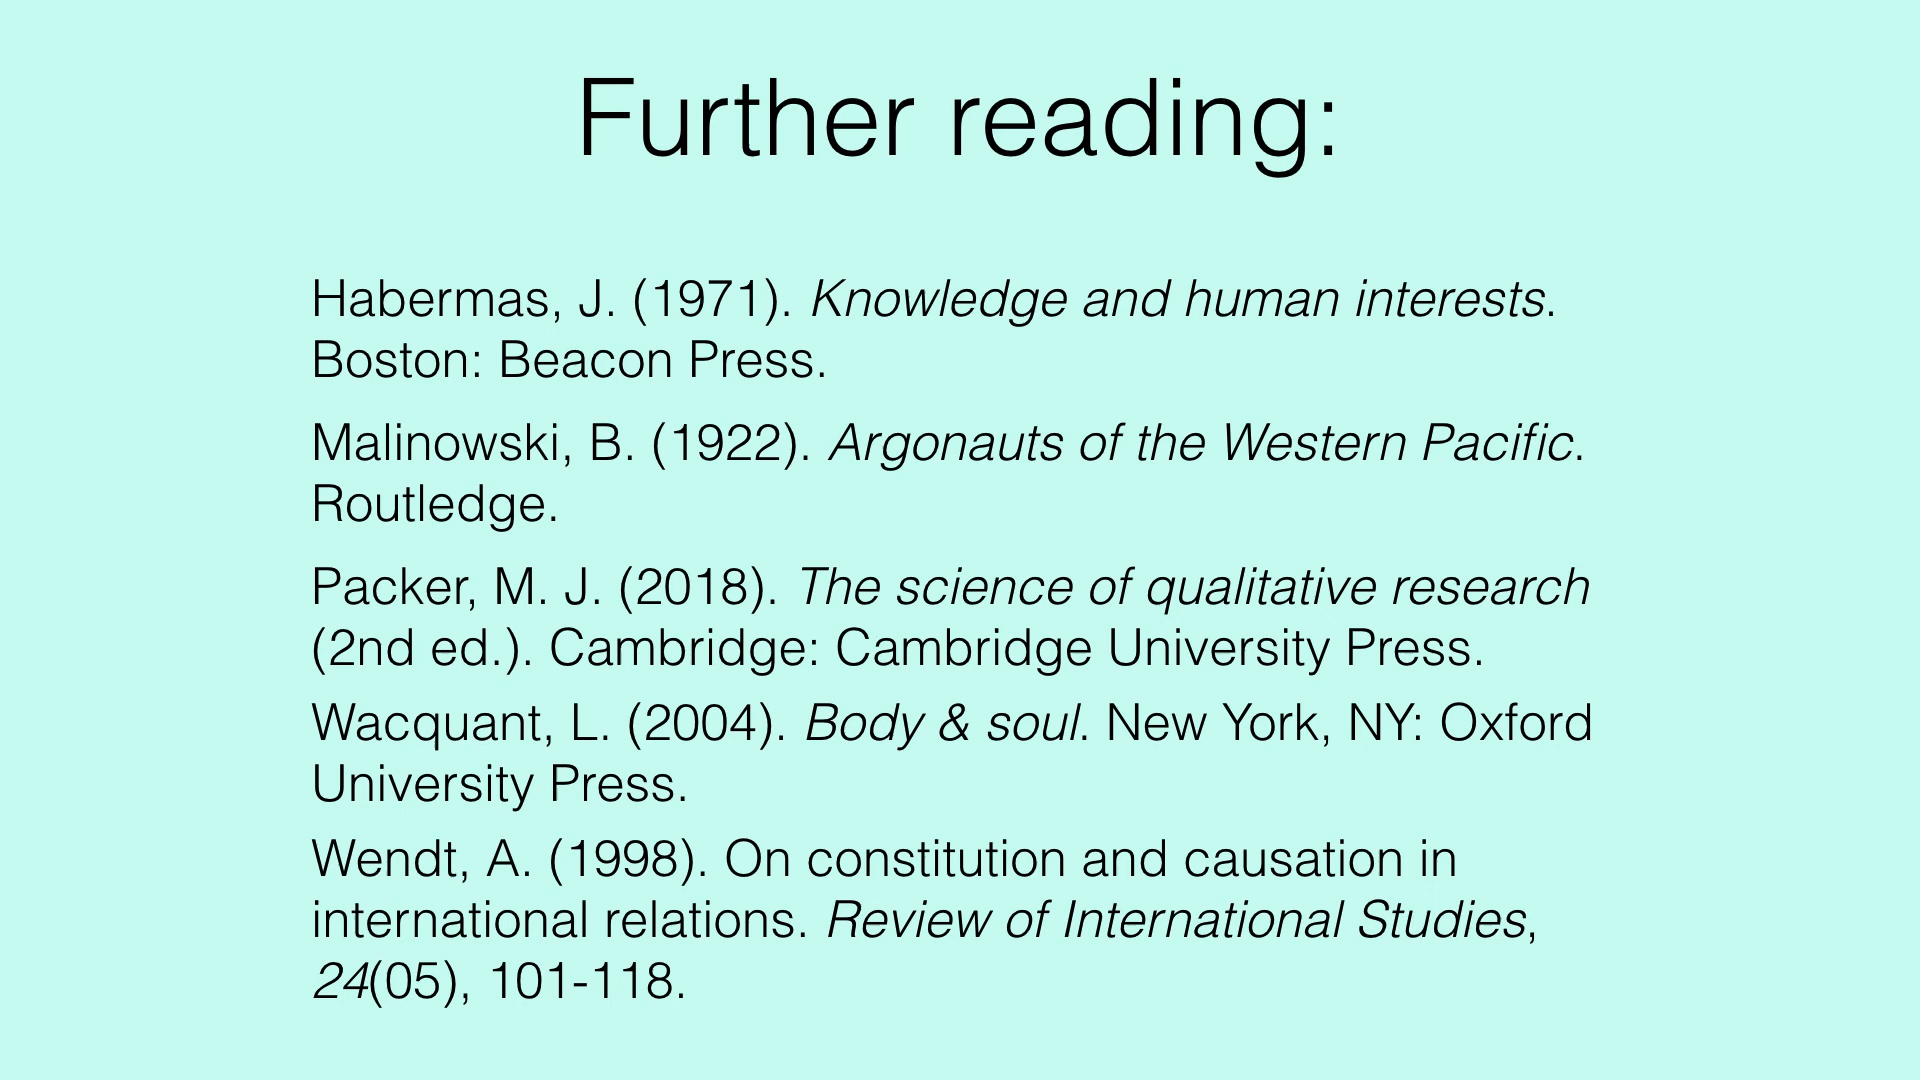 Further reading:
Habermas, J. (1971). Knowledge and human interests.
Boston: Beacon Press.
Malinowski, B. (1922). Argonauts of the Western Pacific.
Routledge.
Packer, M. J. (2018). The science of qualitative research
(2nd ed.). Cambridge: Cambridge University Press.
Wacquant, L. (2004). Body & soul. New York, NY: Oxford
University Press.
Wendt, A. (1998). On constitution and causation in
international relations. Review of International Studies,
24(05), 101-118.